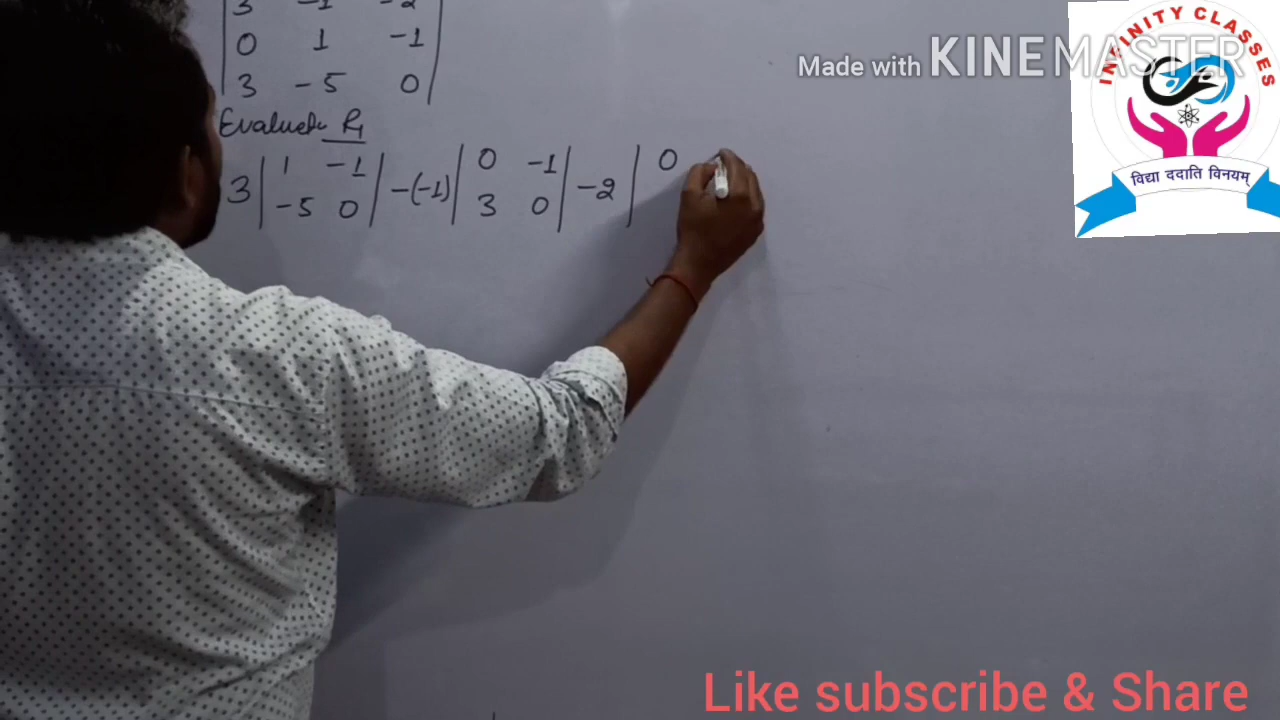 3 -1 -2
0 1 -1
3 -5 0
Evaluate R1
3 | 1 -1 | -(-1) | 0 -1 | -2 | 0
| -5 0 | | 3 0 |
Made with KINEMASTER
INFINITY CLASSES
विद्या ददाति विनयम्
Like subscribe & Share